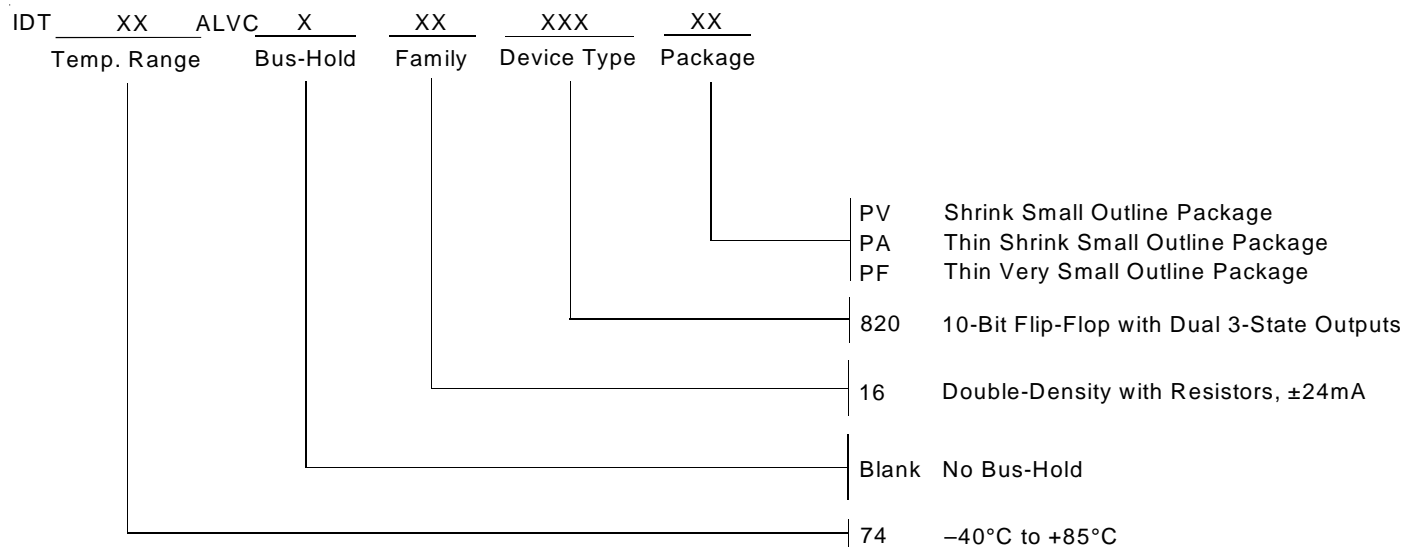 IDT XX ALVC X XX XXX XX
Temp. Range Bus-Hold Family Device Type Package
PV Shrink Small Outline Package
PA Thin Shrink Small Outline Package
PF Thin Very Small Outline Package
820 10-Bit Flip-Flop with Dual 3-State Outputs
16 Double-Density with Resistors, ±24mA
Blank No Bus-Hold
74 –40°C to +85°C